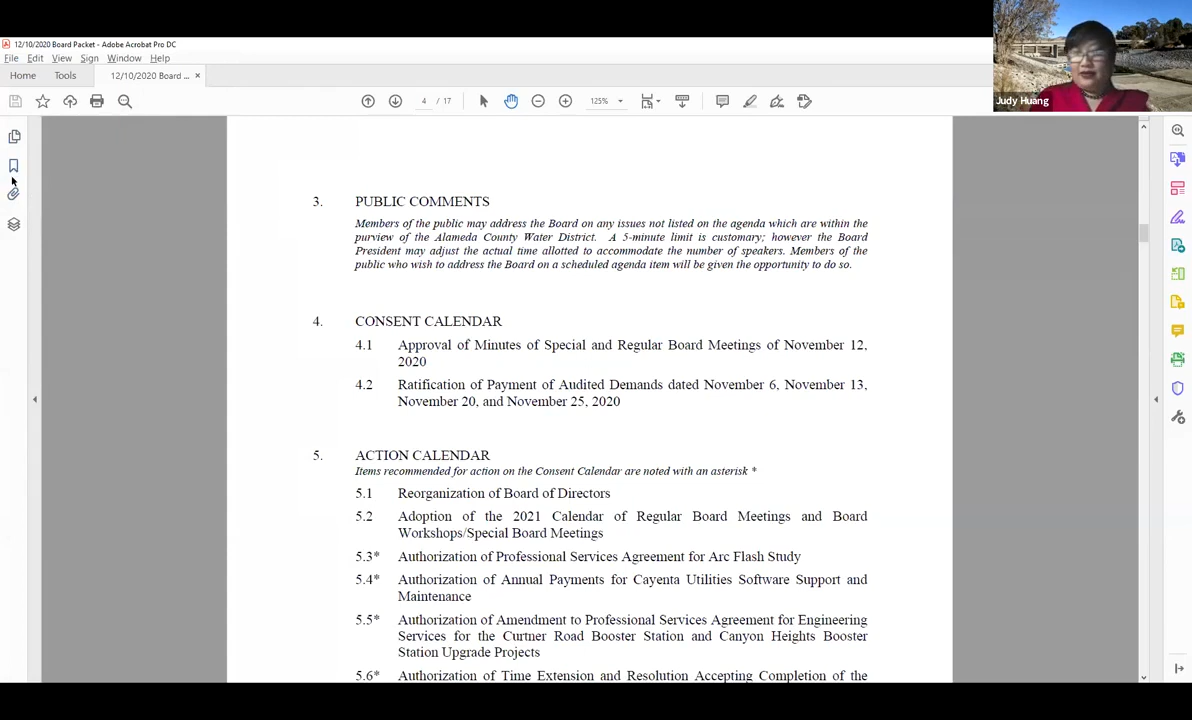 12/10/2020 Board Packet - Adobe Acrobat Pro DC
File Edit View Sign Window Help
Home Tools 12/10/2020 Board ... ×
4 / 17 125%
Judy Huang
3. PUBLIC COMMENTS
Members of the public may address the Board on any issues not listed on the agenda which are within the
purview of the Alameda County Water District. A 5-minute limit is customary; however the Board
President may adjust the actual time allotted to accommodate the number of speakers. Members of the
public who wish to address the Board on a scheduled agenda item will be given the opportunity to do so.
4. CONSENT CALENDAR
4.1 Approval of Minutes of Special and Regular Board Meetings of November 12,
2020
4.2 Ratification of Payment of Audited Demands dated November 6, November 13,
November 20, and November 25, 2020
5. ACTION CALENDAR
Items recommended for action on the Consent Calendar are noted with an asterisk *
5.1 Reorganization of Board of Directors
5.2 Adoption of the 2021 Calendar of Regular Board Meetings and Board
Workshops/Special Board Meetings
5.3* Authorization of Professional Services Agreement for Arc Flash Study
5.4* Authorization of Annual Payments for Cayenta Utilities Software Support and
Maintenance
5.5* Authorization of Amendment to Professional Services Agreement for Engineering
Services for the Curtner Road Booster Station and Canyon Heights Booster
Station Upgrade Projects
5.6* Authorization of Time Extension and Resolution Accepting Completion of the